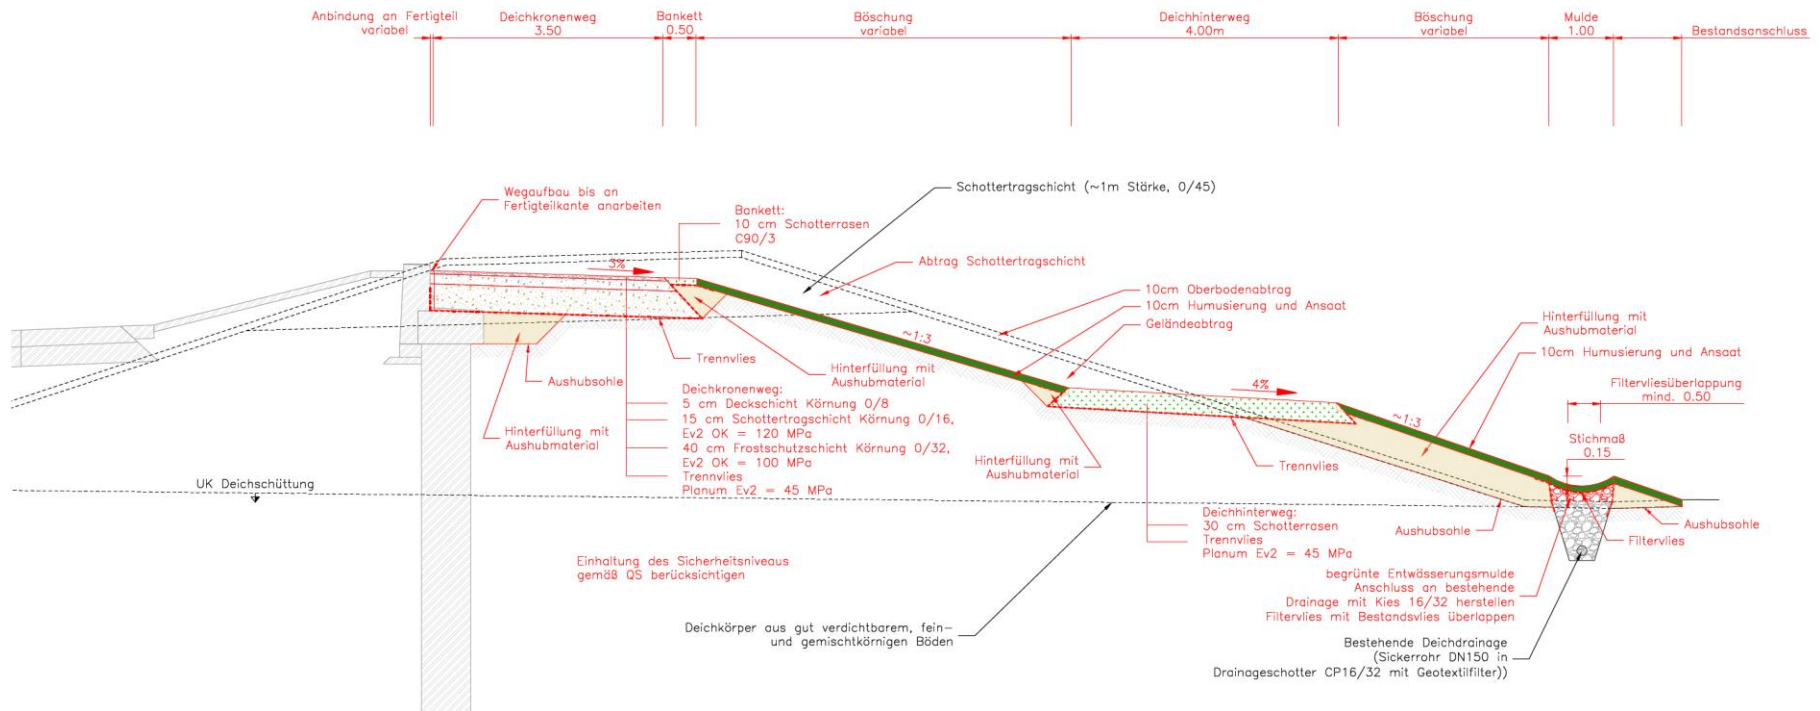 Anbindung an Fertigteil
variabel
Deichkronenweg
3.50
Bankett
0.50
Böschung
variabel
Deichhinterweg
4.00m
Böschung
variabel
Mulde
1.00
Bestandsanschluss
Wegaufbau bis an
Fertigteilkante anarbeiten
Bankett:
10 cm Schotterrasen
C90/3
Schottertragschicht (~1m Stärke, 0/45)
Abtrag Schottertragschicht
3%
10cm Oberbodenabtrag
10cm Humusierung und Ansaat
Geländeabtrag
~1:3
Hinterfüllung mit
Aushubmaterial
10cm Humusierung und Ansaat
Filtervliesüberlappung
mind. 0.50
Trennvlies
Hinterfüllung mit
Aushubmaterial
Aushubsohle
4%
~1:3
Deichkronenweg:
5 cm Deckschicht Körnung 0/8
15 cm Schottertragschicht Körnung 0/16,
Ev2 OK = 120 MPa
40 cm Frostschutzschicht Körnung 0/32,
Ev2 OK = 100 MPa
Trennvlies
Planum Ev2 = 45 MPa
Hinterfüllung mit
Aushubmaterial
Stichmaß
0.15
Hinterfüllung mit
Aushubmaterial
Trennvlies
UK Deichschüttung
Deichhinterweg:
30 cm Schotterrasen
Trennvlies
Planum Ev2 = 45 MPa
Aushubsohle
Aushubsohle
Filtervlies
Einhaltung des Sicherheitsniveaus
gemäß QS berücksichtigen
begrünte Entwässerungsmulde
Anschluss an bestehende
Drainage mit Kies 16/32 herstellen
Filtervlies mit Bestandsvlies überlappen
Deichkörper aus gut verdichtbarem, fein-
und gemischtkörnigen Böden
Bestehende Deichdrainage
(Sickerrohr DN150 in
Drainageschotter CP16/32 mit Geotextilfilter))